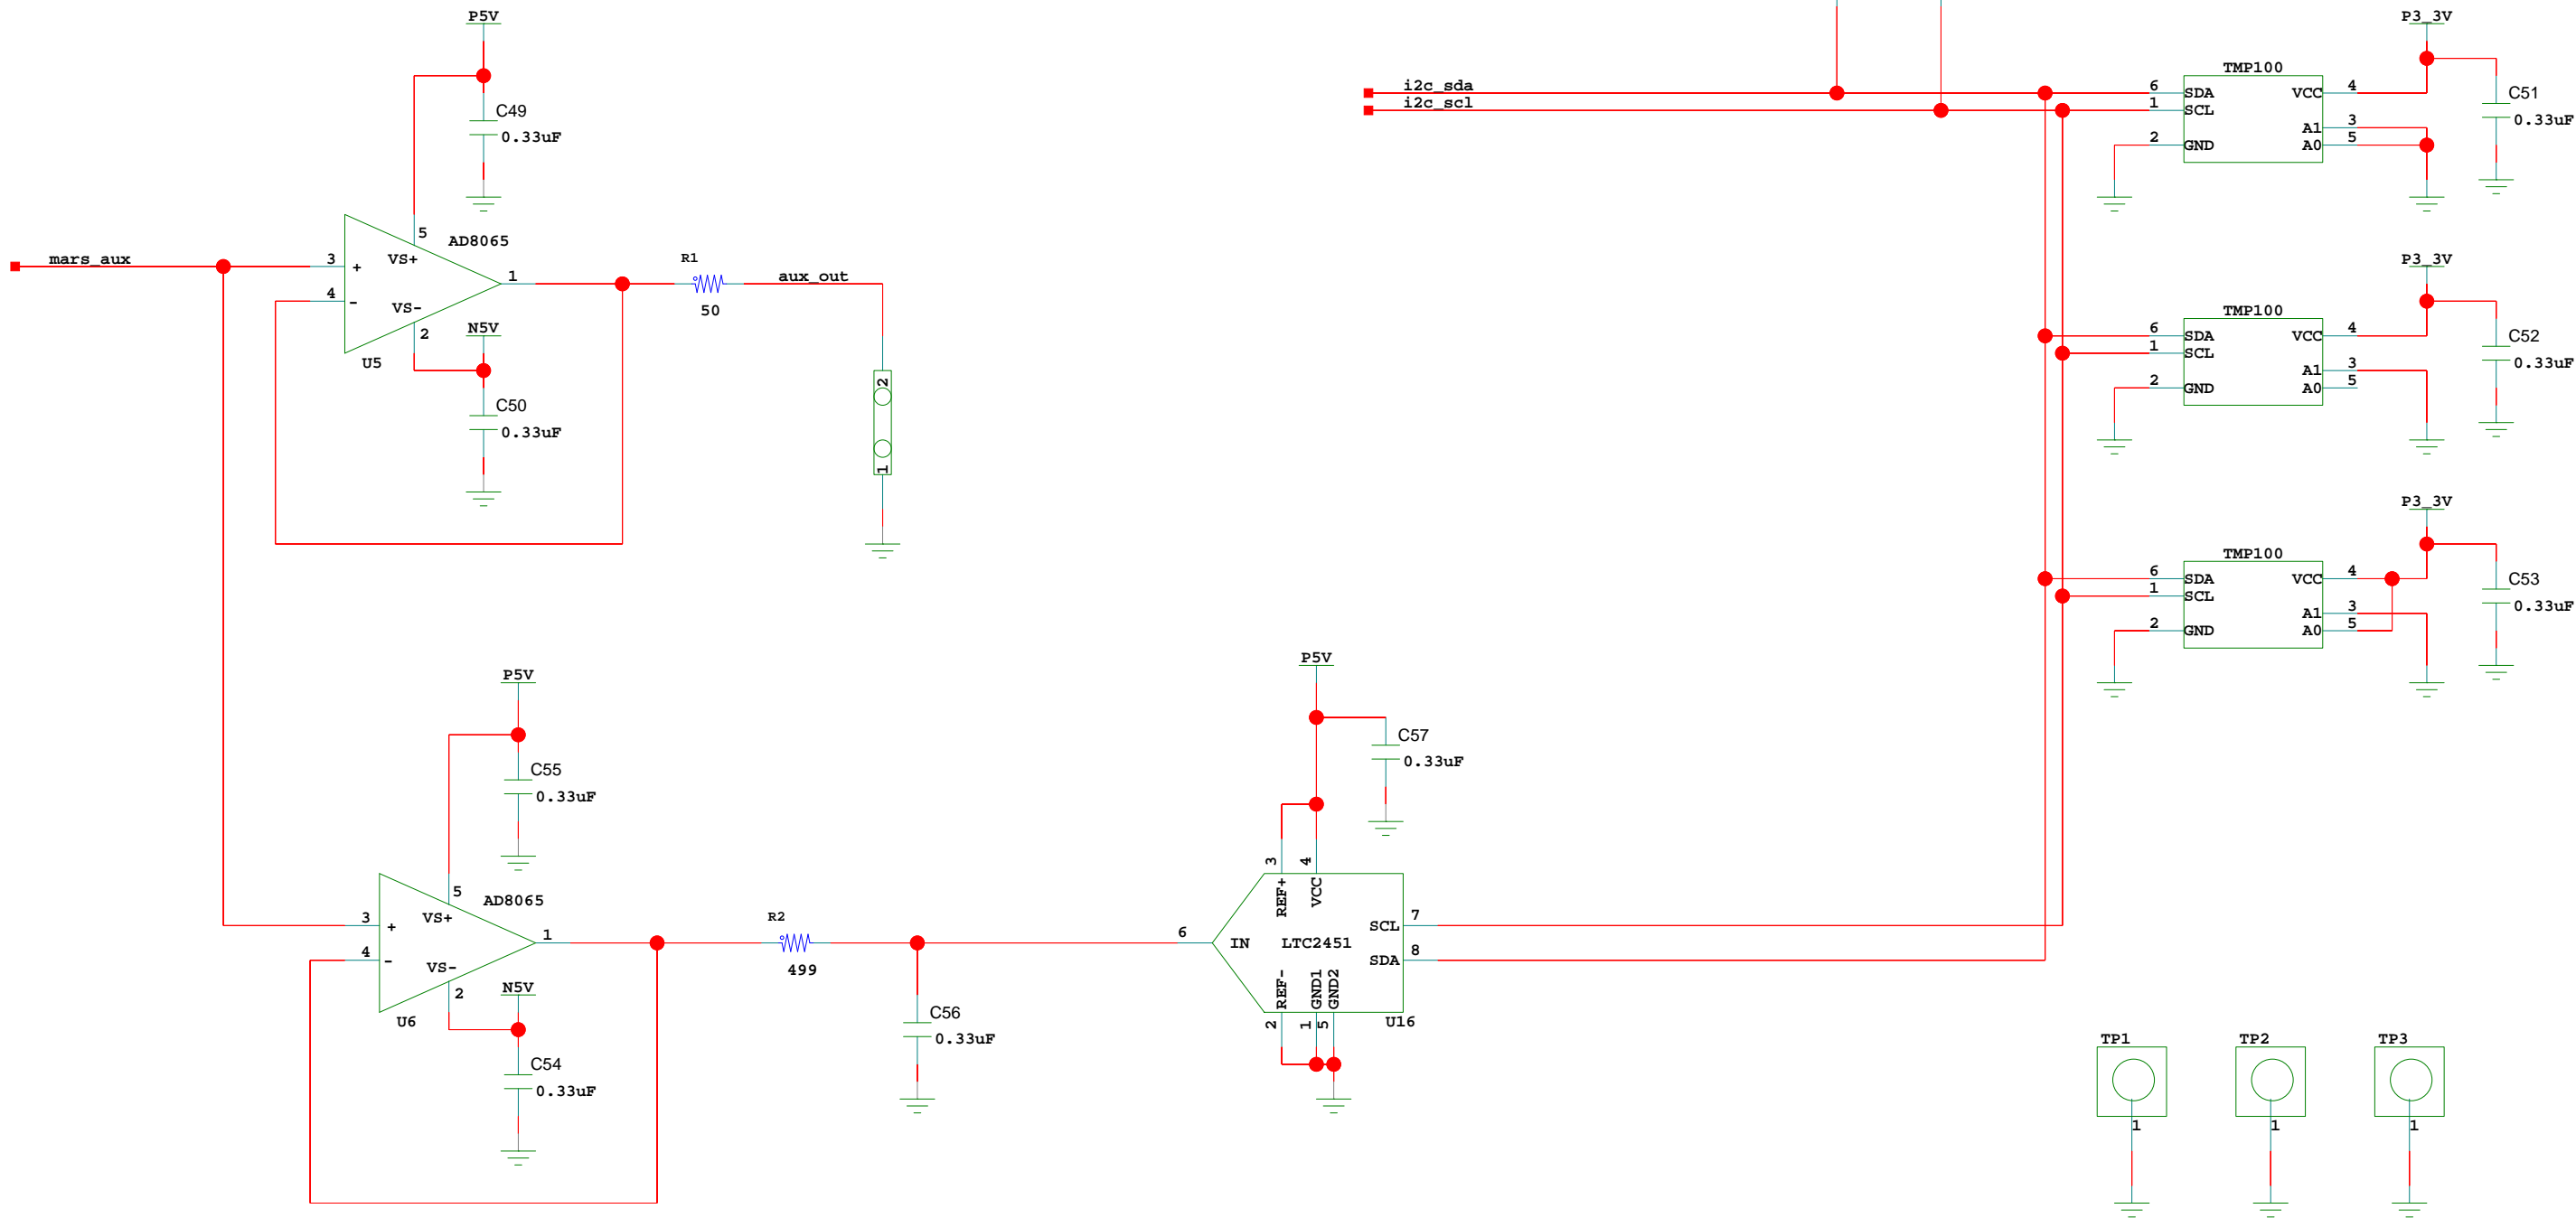 P5V
C49
0.33uF
mars_aux
3
+
4
-
5
VS+
AD8065
1
VS-
2
N5V
U5
C50
0.33uF
R1
50
aux_out
2
1
i2c_sda
i2c_scl
P3_3V
TMP100
6
SDA
VCC
4
1
SCL
A1
3
2
GND
A0
5
C51
0.33uF
P3_3V
TMP100
6
SDA
VCC
4
1
SCL
A1
3
2
GND
A0
5
C52
0.33uF
P3_3V
TMP100
6
SDA
VCC
4
1
SCL
A1
3
2
GND
A0
5
C53
0.33uF
P5V
C55
0.33uF
3
+
4
-
5
VS+
AD8065
1
VS-
2
N5V
U6
C54
0.33uF
R2
499
C56
0.33uF
P5V
C57
0.33uF
3
4
REF+
VCC
6
IN
LTC2451
SCL
7
SDA
8
REF-
GND1
GND2
2
1
5
U16
TP1
1
TP2
1
TP3
1